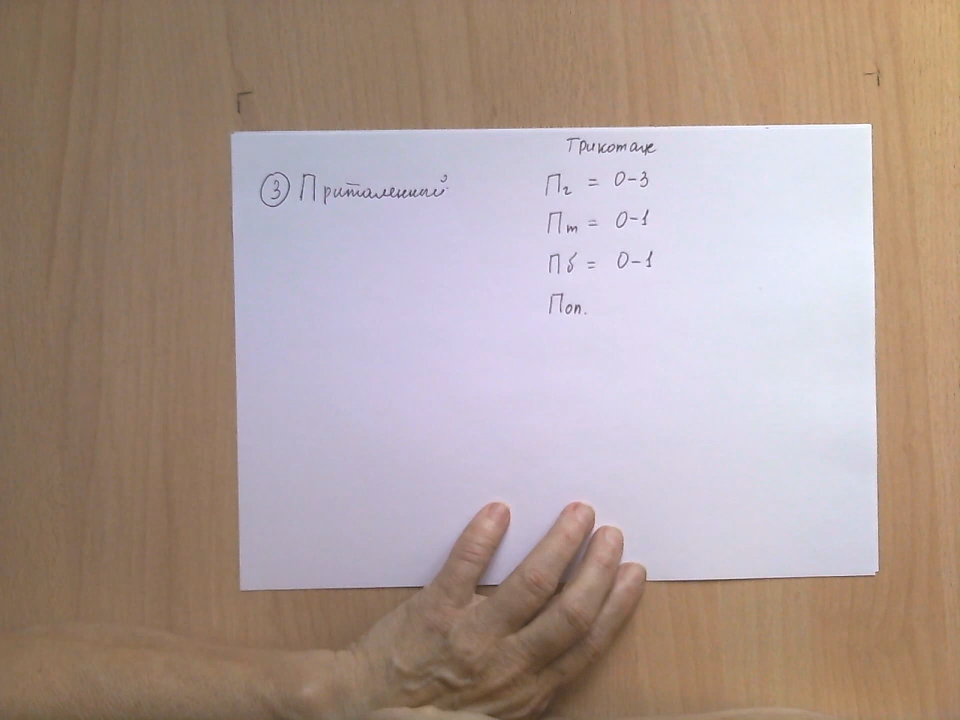 Трикотаж
③ Приталенный
Пг = 0-3
Пт = 0-1
Пб = 0-1
Поп.